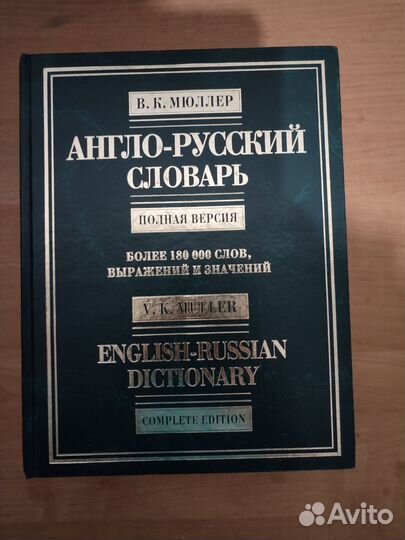 В. К. МЮЛЛЕР
АНГЛО-РУССКИЙ
СЛОВАРЬ
ПОЛНАЯ ВЕРСИЯ
БОЛЕЕ 180 000 СЛОВ,
ВЫРАЖЕНИЙ И ЗНАЧЕНИЙ
V. K. MULLER
ENGLISH-RUSSIAN
DICTIONARY
COMPLETE EDITION
Avito